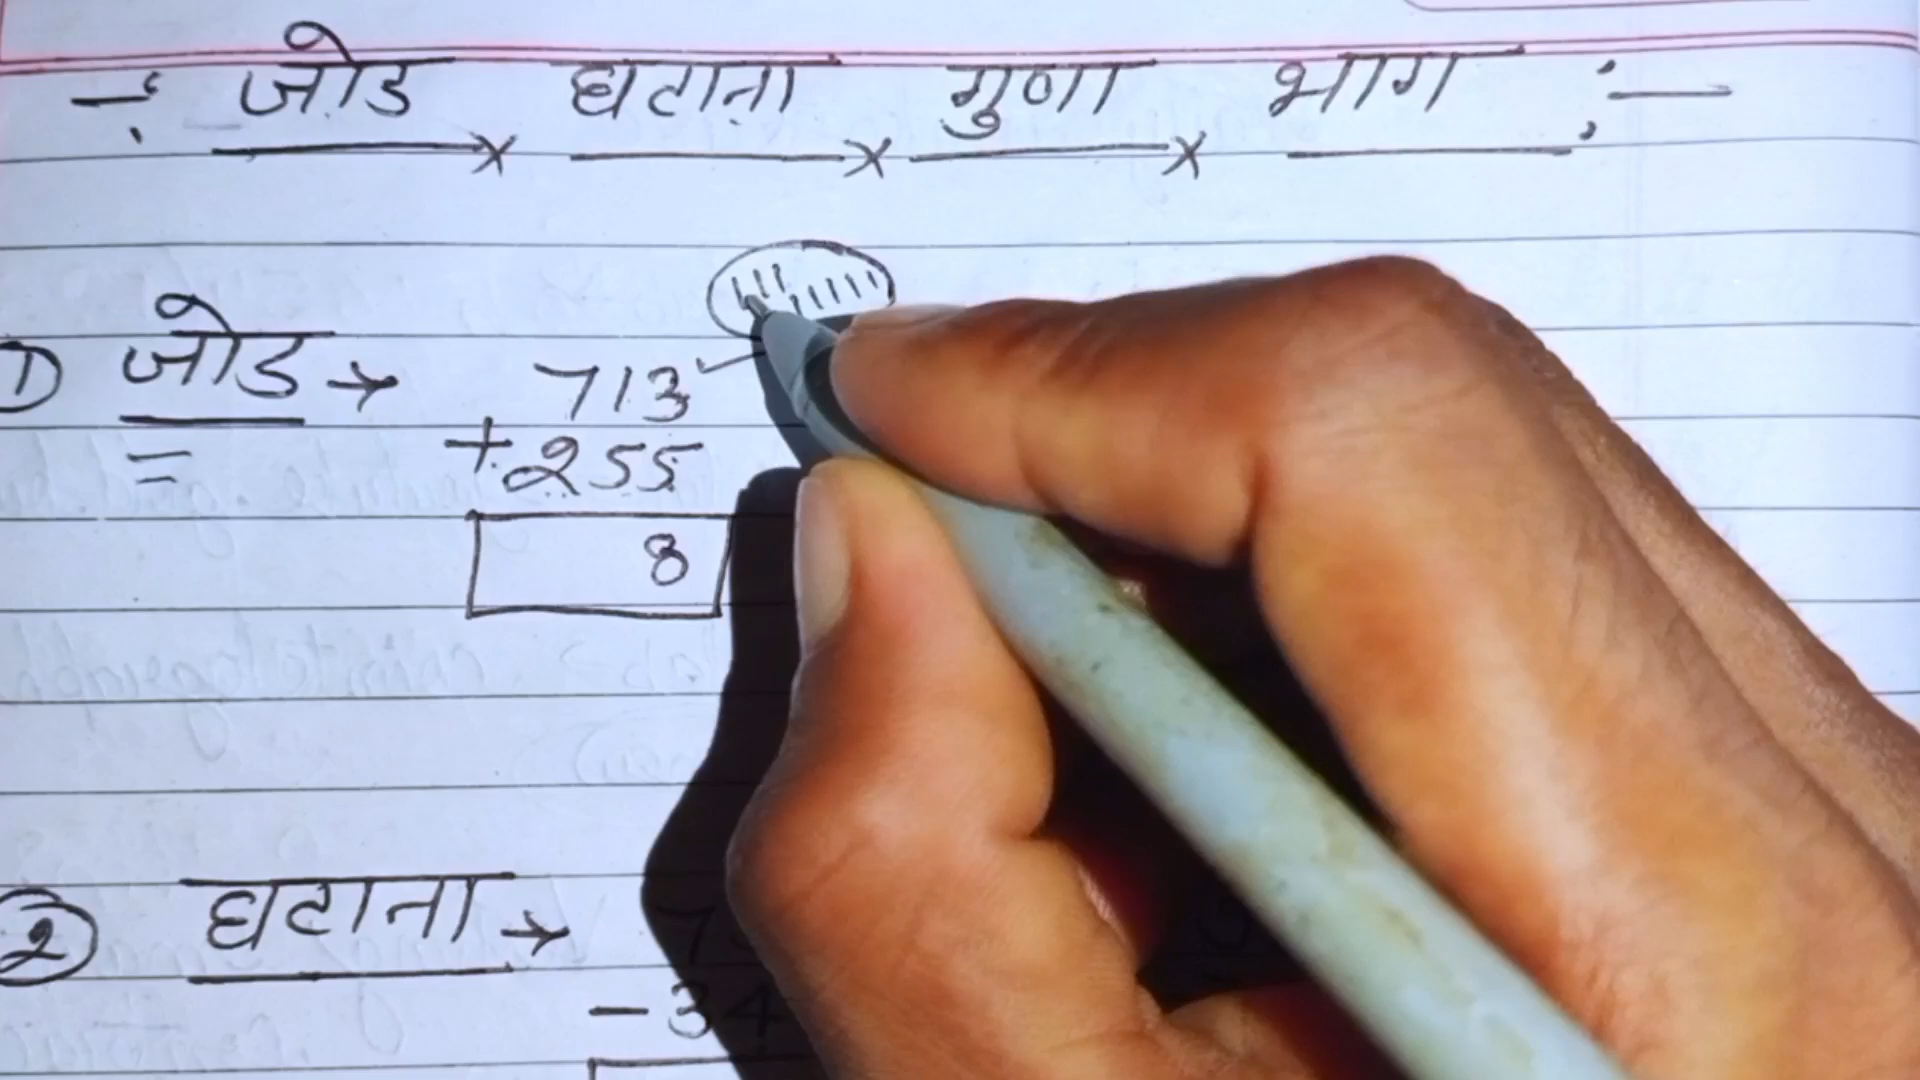 -: जोड × घटाना × गुणा × भाग :-
① जोड → 713
= + 255
8
② घटाना →
- 34